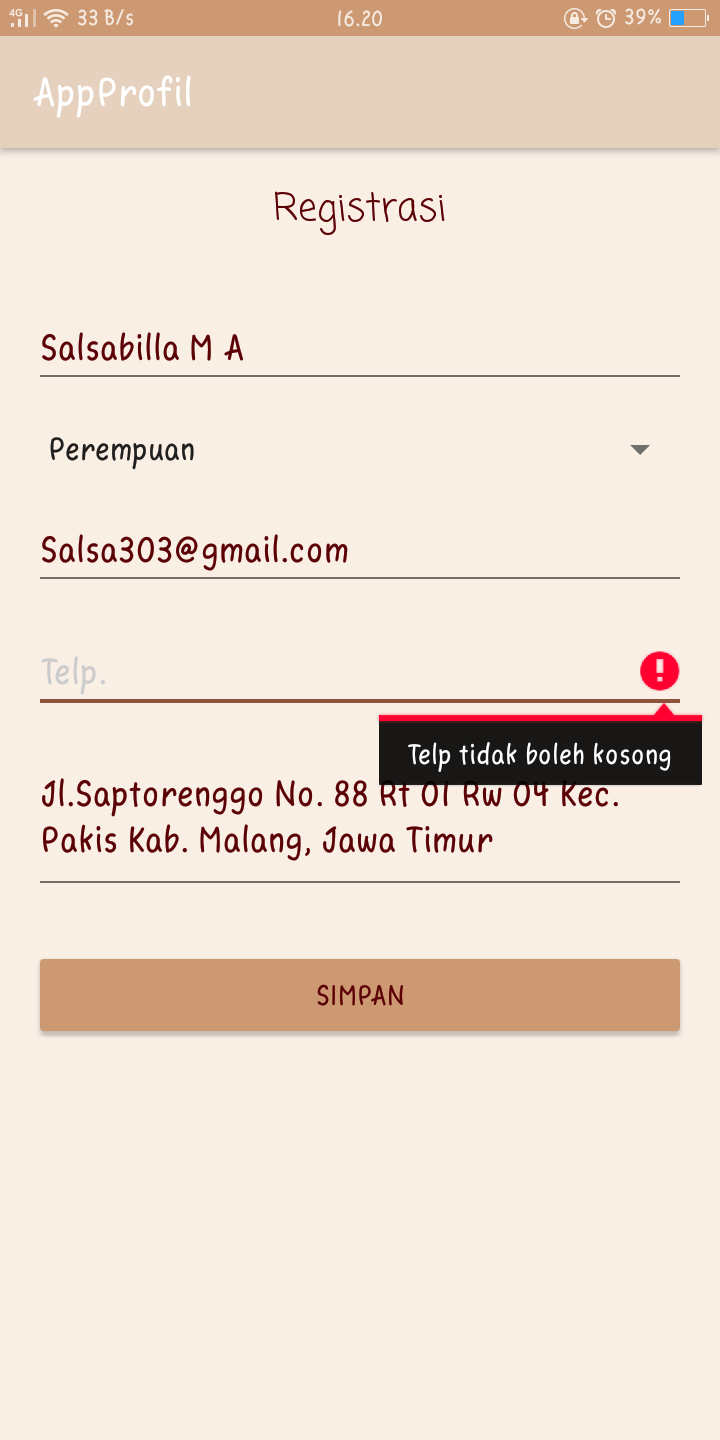 4G 33 B/s 16.20 39%
AppProfil
Registrasi
Salsabilla M A
Perempuan
Salsa303@gmail.com
Telp.
Telp tidak boleh kosong
Jl.Saptorenggo No. 88 Rt 01 Rw 04 Kec.
Pakis Kab. Malang, Jawa Timur
SIMPAN